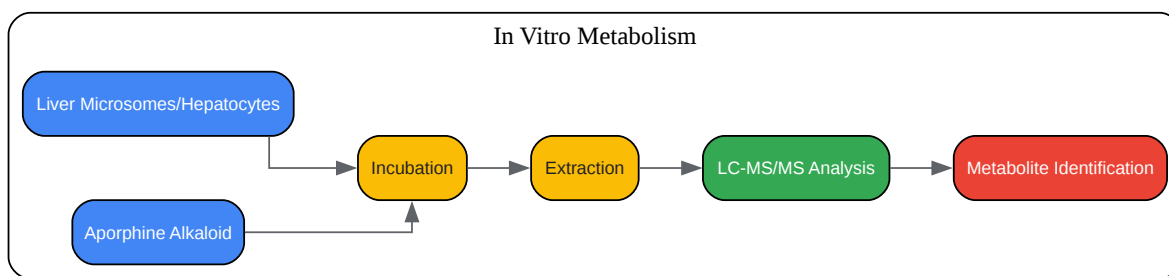 In Vitro Metabolism
Liver Microsomes/Hepatocytes
Incubation
Extraction
LC-MS/MS Analysis
Metabolite Identification
Aporphine Alkaloid